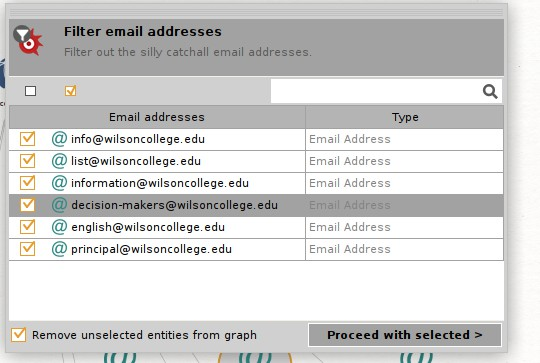 Filter email addresses
Filter out the silly catchall email addresses.
Email addresses Type
info@wilsoncollege.edu Email Address
list@wilsoncollege.edu Email Address
information@wilsoncollege.edu Email Address
decision-makers@wilsoncollege.edu Email Address
english@wilsoncollege.edu Email Address
principal@wilsoncollege.edu Email Address
Remove unselected entities from graph Proceed with selected >